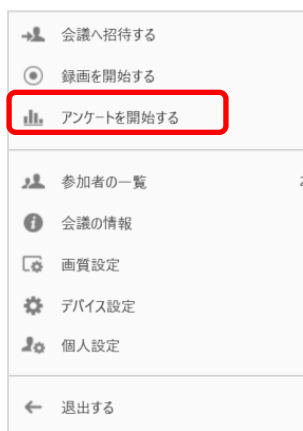 会議へ招待する
録画を開始する
アンケートを開始する
参加者の一覧 2
会議の情報
画質設定
デバイス設定
個人設定
退出する